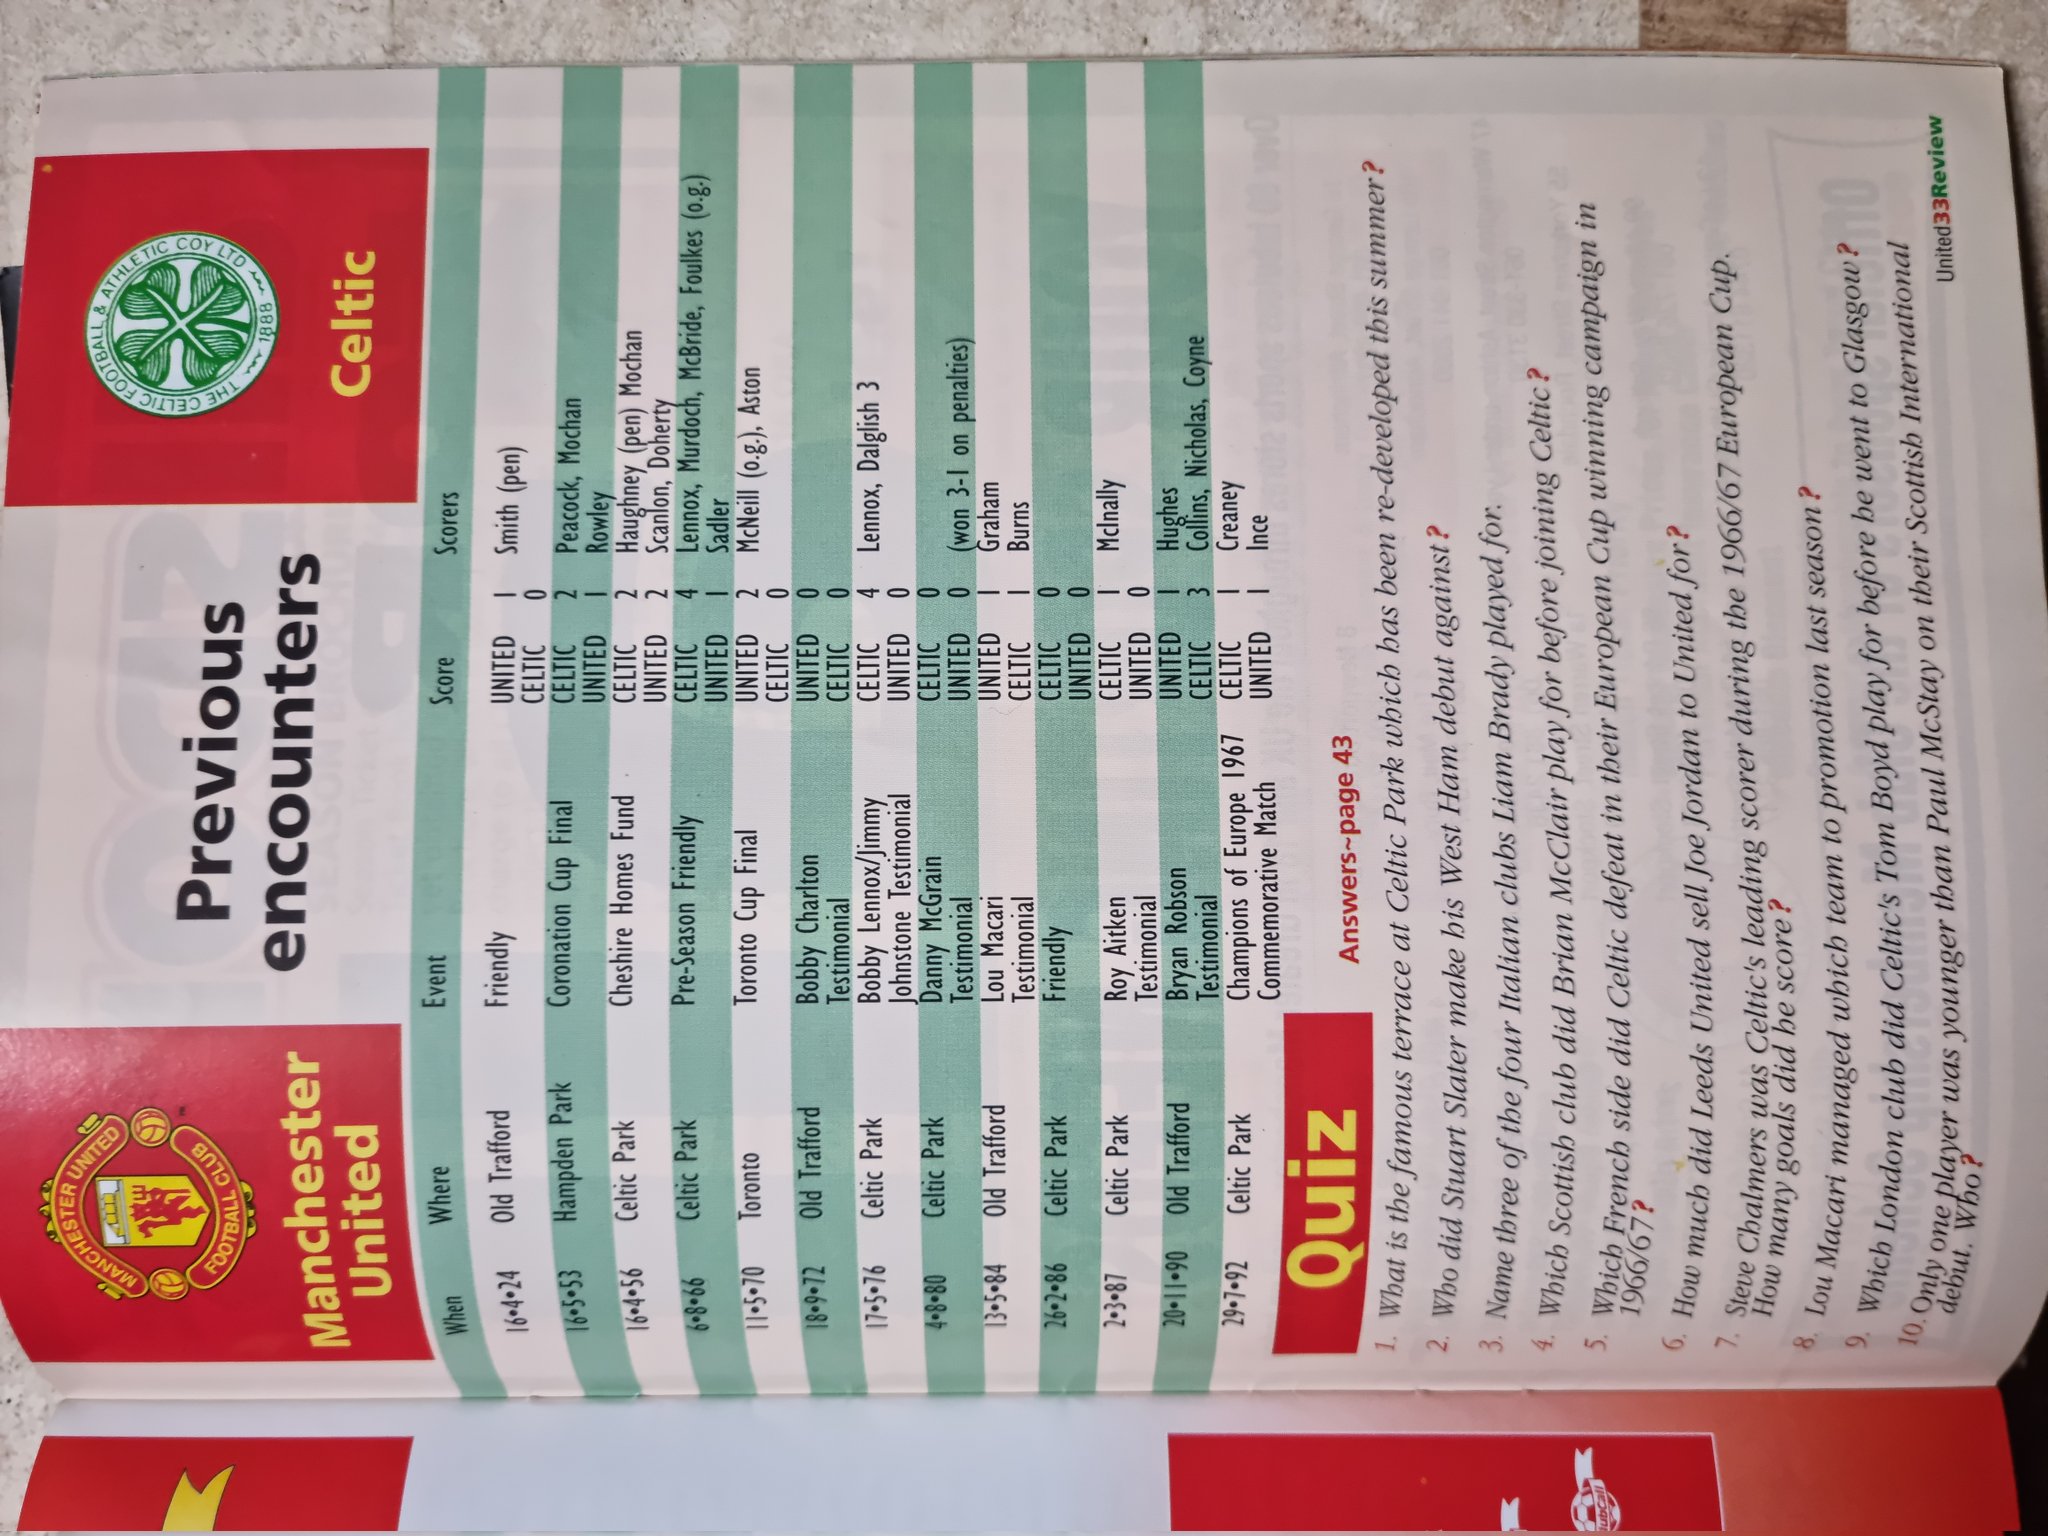 MANCHESTER UNITED
FOOTBALL CLUB
MANCHESTER
Manchester
United
Previous
encounters
THE CELTIC FOOTBALL & ATHLETIC COY LTD
1888
Celtic
When Where Event Score Scorers
16•4•24 Old Trafford Friendly UNITED 1 Smith (pen)
CELTIC 0
16•5•53 Hampden Park Coronation Cup Final CELTIC 2 Peacock, Mochan
UNITED 1 Rowley
16•4•56 Celtic Park Cheshire Homes Fund CELTIC 2 Haughney (pen) Mochan
UNITED 2 Scanlon, Doherty
6•8•66 Celtic Park Pre-Season Friendly CELTIC 4 Lennox, Murdoch, McBride, Foulkes (o.g.)
UNITED 1 Sadler
11•5•70 Toronto Toronto Cup Final UNITED 2 McNeill (o.g.), Aston
CELTIC 0
18•9•72 Old Trafford Bobby Charlton UNITED 0
Testimonial CELTIC 0
17•5•76 Celtic Park Bobby Lennox/Jimmy CELTIC 4 Lennox, Dalglish 3
Johnstone Testimonial UNITED 0
4•8•80 Celtic Park Danny McGrain CELTIC 0
Testimonial UNITED 0 (won 3-1 on penalties)
13•5•84 Old Trafford Lou Macari UNITED 1 Graham
Testimonial CELTIC 1 Burns
26•2•86 Celtic Park Friendly CELTIC 0
UNITED 0
2•3•87 Celtic Park Roy Aitken CELTIC 1 McInally
Testimonial UNITED 0
20•11•90 Old Trafford Bryan Robson UNITED 1 Hughes
Testimonial CELTIC 3 Collins, Nicholas, Coyne
29•7•92 Celtic Park Champions of Europe 1967 CELTIC 1 Creaney
Commemorative Match UNITED 1 Ince
Quiz
Answers~page 43
1. What is the famous terrace at Celtic Park which has been re-developed this summer?
2. Who did Stuart Slater make his West Ham debut against?
3. Name three of the four Italian clubs Liam Brady played for.
4. Which Scottish club did Brian McClair play for before joining Celtic?
5. Which French side did Celtic defeat in their European Cup winning campaign in
1966/67?
6. How much did Leeds United sell Joe Jordan to United for?
7. Steve Chalmers was Celtic's leading scorer during the 1966/67 European Cup.
How many goals did he score?
8. Lou Macari managed which team to promotion last season?
9. Which London club did Celtic's Tom Boyd play for before he went to Glasgow?
10. Only one player was younger than Paul McStay on their Scottish International
debut. Who?
United33Review